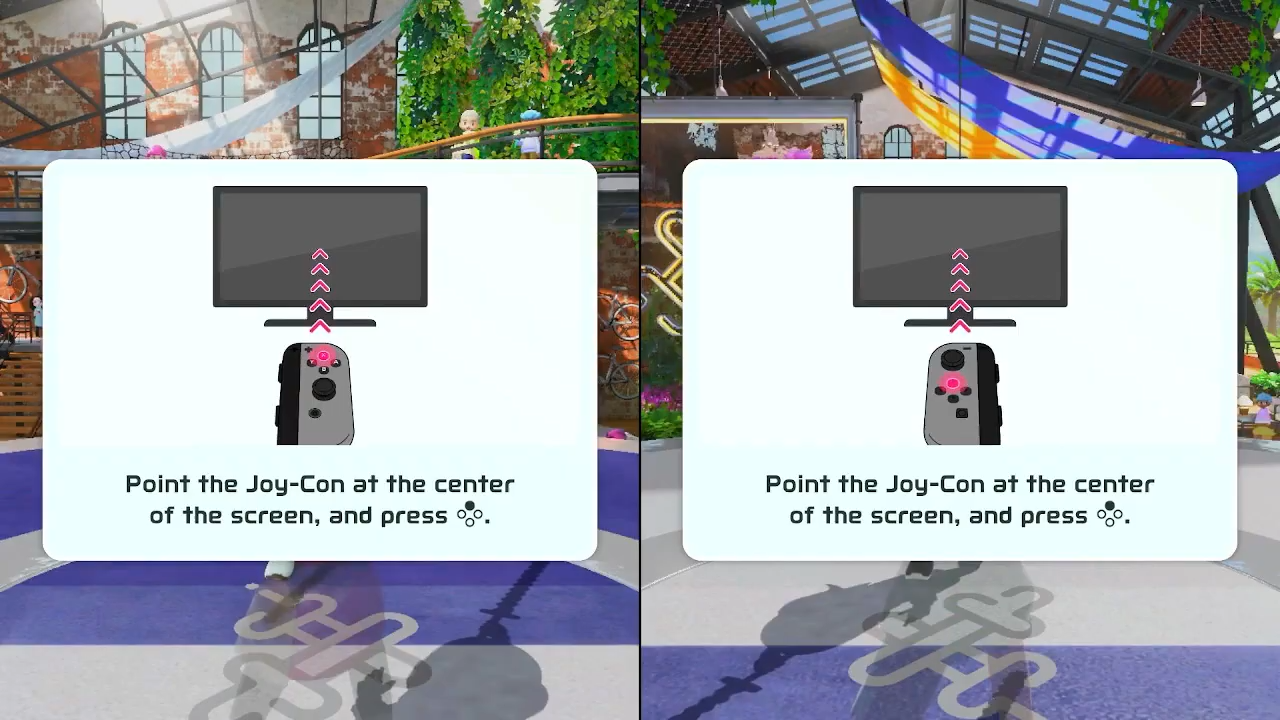 Point the Joy-Con at the center
of the screen, and press .
Point the Joy-Con at the center
of the screen, and press .